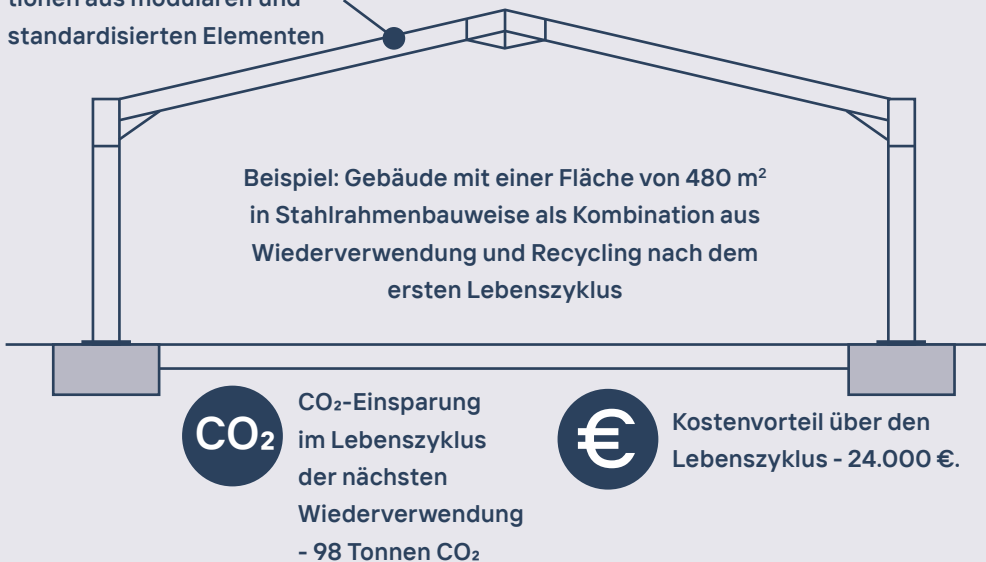 tionen aus modularen und
standardisierten Elementen
Beispiel: Gebäude mit einer Fläche von 480 m²
in Stahlrahmenbauweise als Kombination aus
Wiederverwendung und Recycling nach dem
ersten Lebenszyklus
CO₂
CO₂-Einsparung
im Lebenszyklus
der nächsten
Wiederverwendung
- 98 Tonnen CO₂
€
Kostenvorteil über den
Lebenszyklus - 24.000 €.